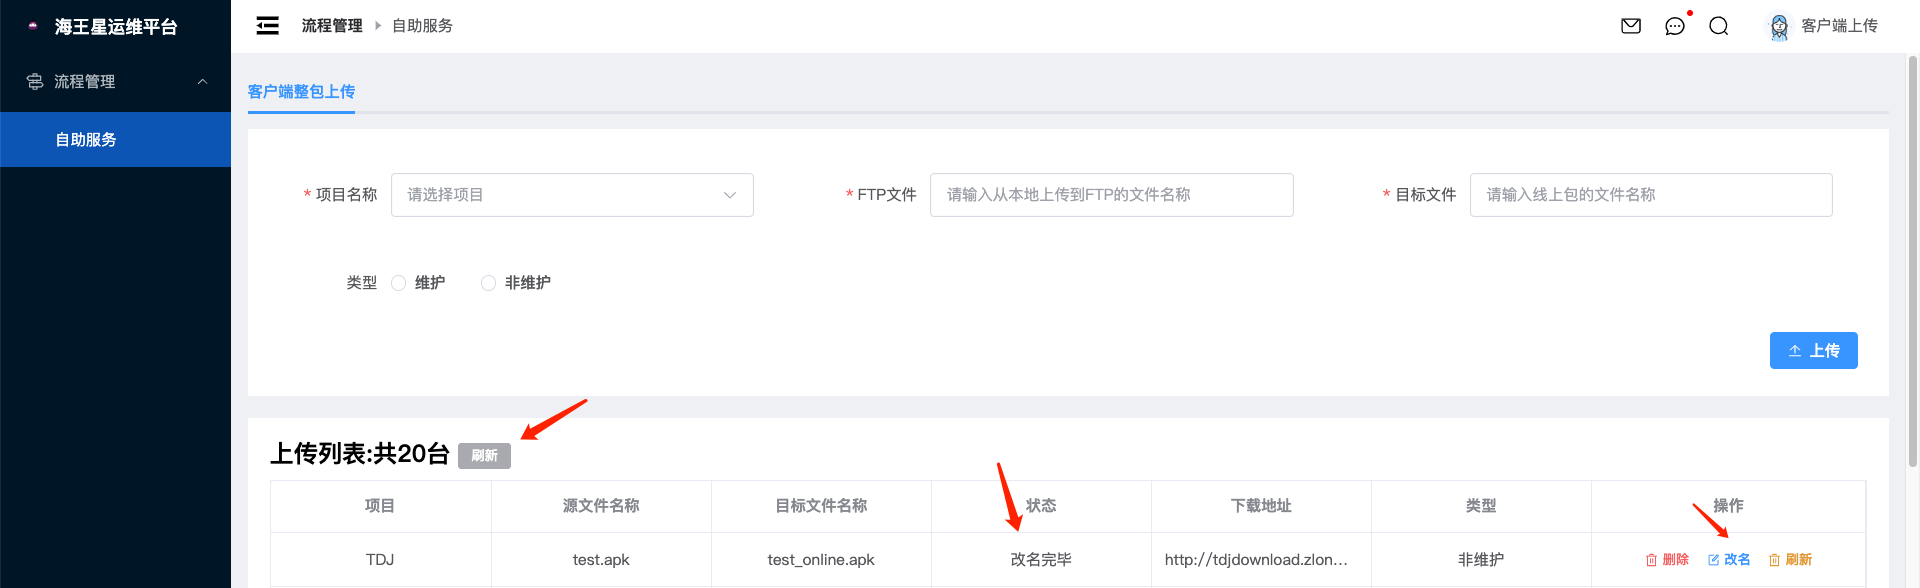 海王星运维平台
流程管理 自助服务
客户端上传
流程管理
自助服务
客户端整包上传
* 项目名称 请选择项目
* FTP文件 请输入从本地上传到FTP的文件名称
* 目标文件 请输入线上包的文件名称
类型 维护 非维护
上传
上传列表:共20台 刷新
项目 源文件名称 目标文件名称 状态 下载地址 类型 操作
TDJ test.apk test_online.apk 改名完毕 http://tdjdownload.zlon... 非维护 删除 改名 刷新